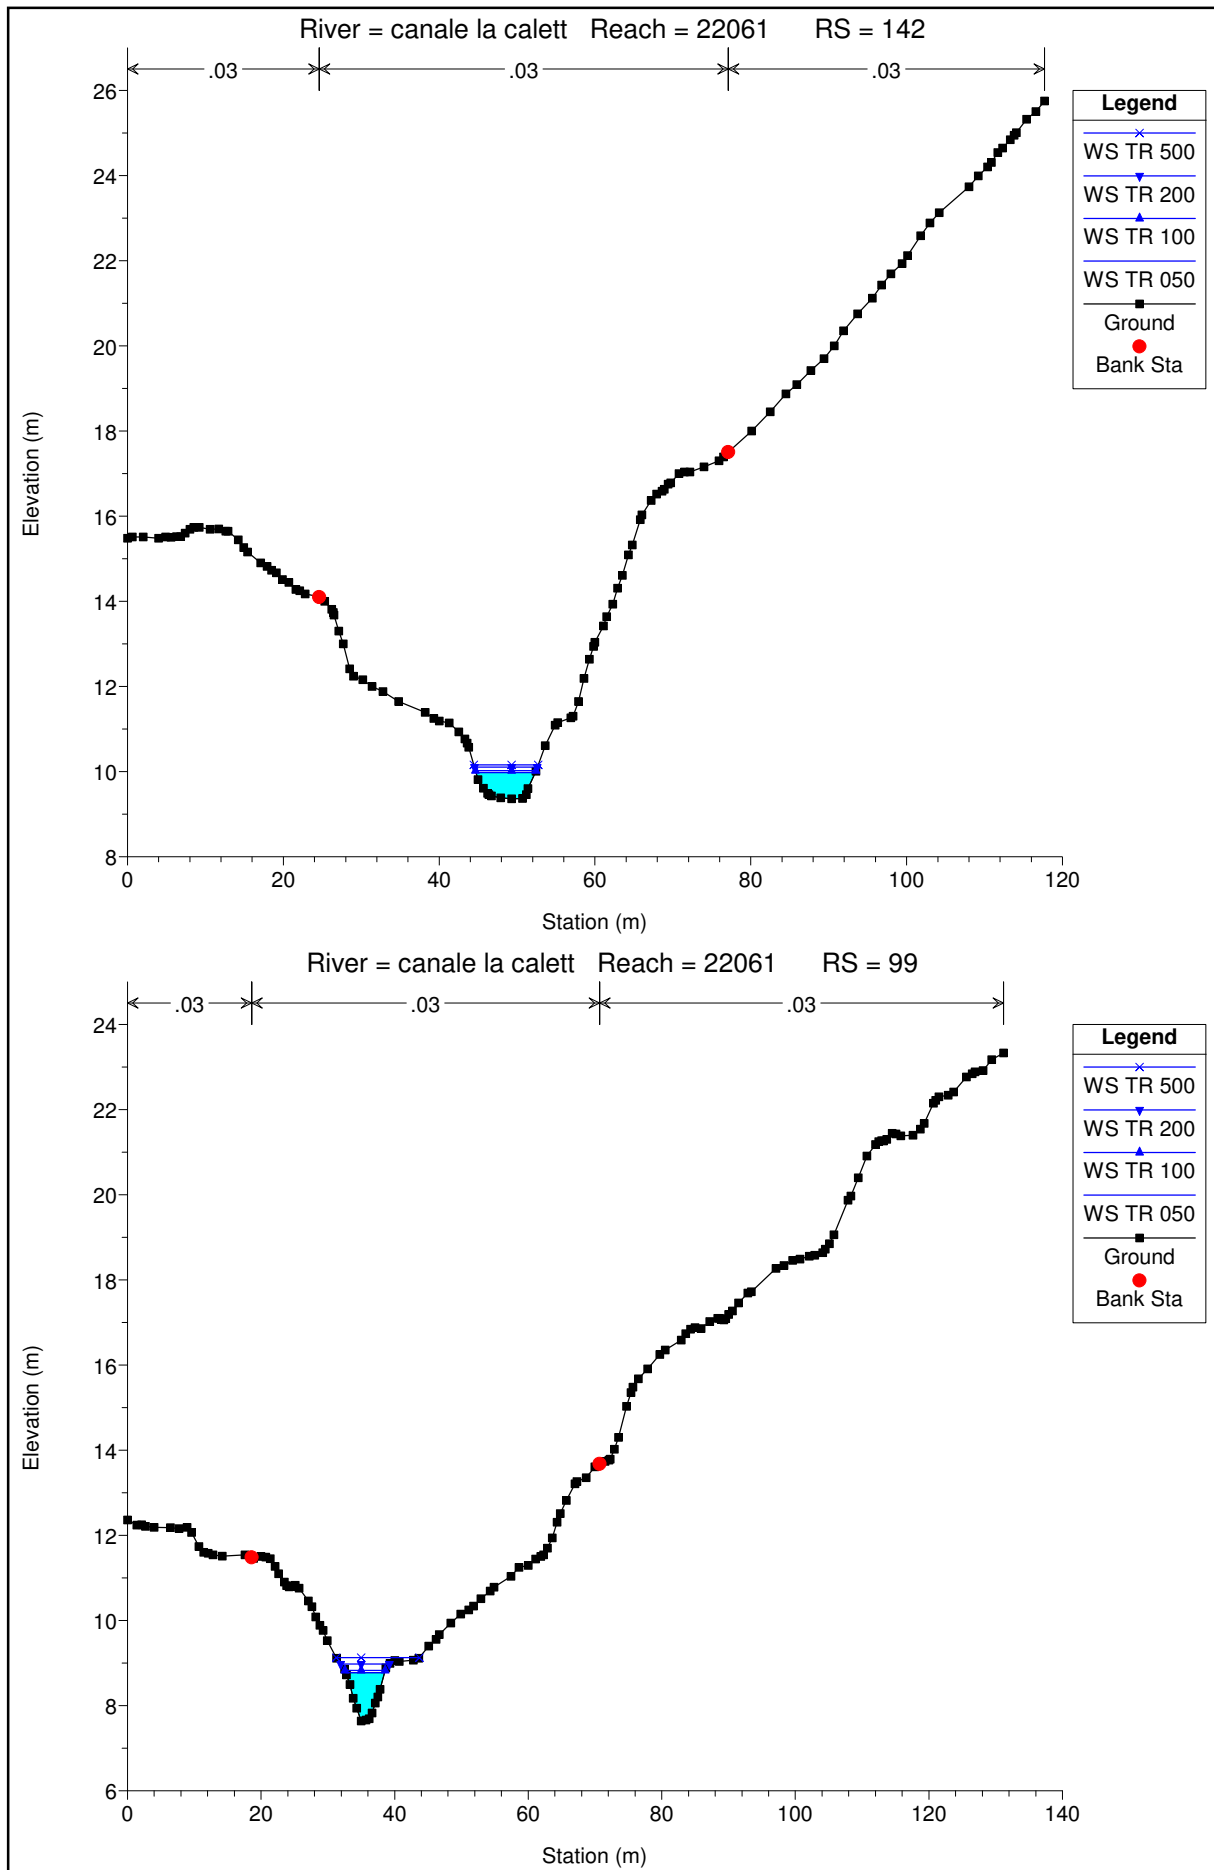 River = canale la calett Reach = 22061 RS = 142
.03 .03 .03
26
24
22
20
18
16
14
12
10
8
Elevation (m)
0 20 40 60 80 100 120
Station (m)
Legend
WS TR 500
WS TR 200
WS TR 100
WS TR 050
Ground
Bank Sta
River = canale la calett Reach = 22061 RS = 99
.03 .03 .03
24
22
20
18
16
14
12
10
8
6
Elevation (m)
0 20 40 60 80 100 120 140
Station (m)
Legend
WS TR 500
WS TR 200
WS TR 100
WS TR 050
Ground
Bank Sta